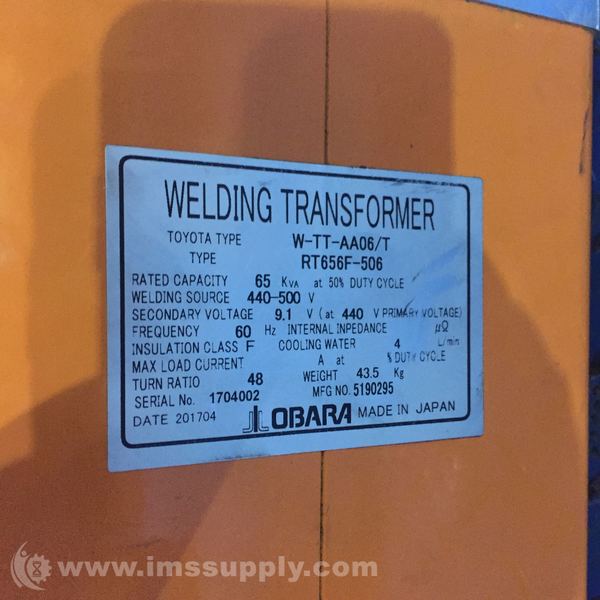 WELDING TRANSFORMER
TOYOTA TYPE W-TT-AA06/T
TYPE RT656F-506
RATED CAPACITY 65 KVA at 50% DUTY CYCLE
WELDING SOURCE 440-500 V
SECONDARY VOLTAGE 9.1 V (at 440 V PRIMARY VOLTAGE)
FREQUENCY 60 Hz INTERNAL INPEDANCE μΩ
INSULATION CLASS F COOLING WATER 4 L/min
MAX LOAD CURRENT A at % DUTY CYCLE
TURN RATIO 48 WEIGHT 43.5 Kg
SERIAL No. 1704002 MFG NO. 5190295
DATE 201704 OBARA MADE IN JAPAN
www.imssupply.com